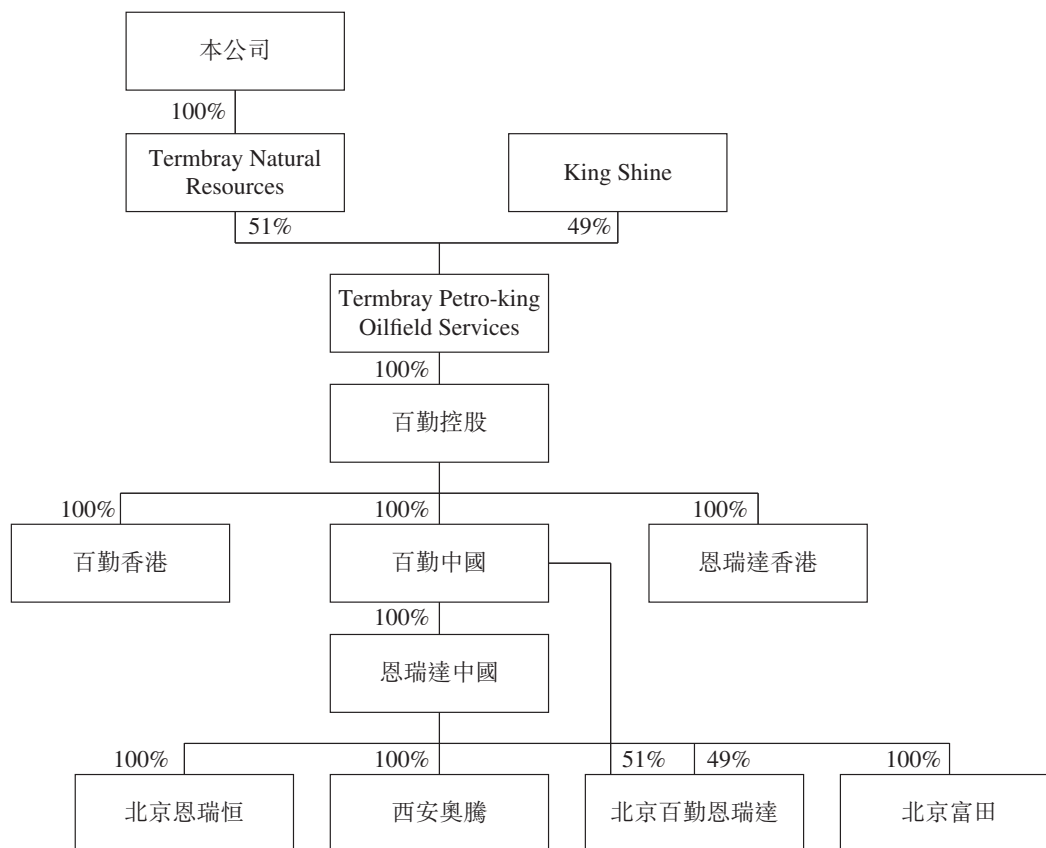 本公司
100%
Termbray Natural
Resources
King Shine
51%
49%
Termbray Petro-king
Oilfield Services
100%
百勤控股
100%
100%
100%
百勤香港
百勤中國
恩瑞達香港
100%
恩瑞達中國
100%
100%
51%
49%
100%
北京恩瑞恒
西安奧騰
北京百勤恩瑞達
北京富田